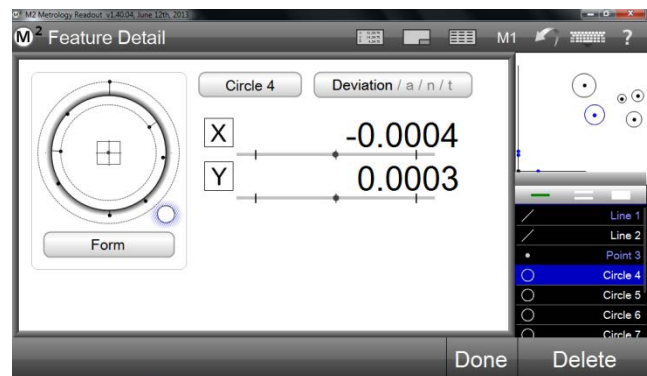 M² Metrology Readout v1.40.04, June 12th, 2013
M² Feature Detail
M1
?
Circle 4
Deviation / a / n / t
X
-0.0004
Y
0.0003
Form
Line 1
Line 2
Point 3
Circle 4
Circle 5
Circle 6
Circle 7
Done
Delete